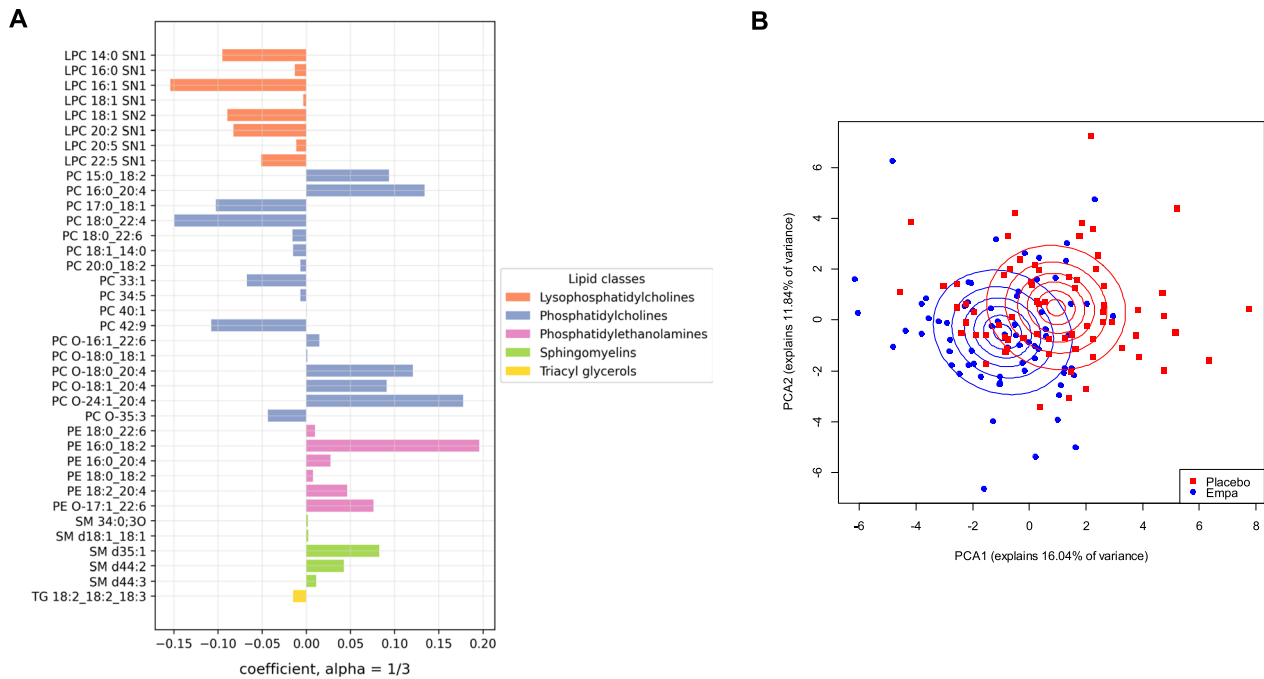 A
LPC 14:0 SN1
LPC 16:0 SN1
LPC 16:1 SN1
LPC 18:1 SN1
LPC 18:1 SN2
LPC 20:2 SN1
LPC 20:5 SN1
LPC 22:5 SN1
PC 15:0_18:2
PC 16:0_20:4
PC 17:0_18:1
PC 18:0_22:4
PC 18:0_22:6
PC 18:1_14:0
PC 20:0_18:2
PC 33:1
PC 34:5
PC 40:1
PC 42:9
PC O-16:1_22:6
PC O-18:0_18:1
PC O-18:0_20:4
PC O-18:1_20:4
PC O-24:1_20:4
PC O-35:3
PE 18:0_22:6
PE 16:0_18:2
PE 16:0_20:4
PE 18:0_18:2
PE 18:2_20:4
PE O-17:1_22:6
SM 34:0;3O
SM d18:1_18:1
SM d35:1
SM d44:2
SM d44:3
TG 18:2_18:2_18:3
−0.15 −0.10 −0.05 0.00 0.05 0.10 0.15 0.20
coefficient, alpha = 1/3
Lipid classes
Lysophosphatidylcholines
Phosphatidylcholines
Phosphatidylethanolamines
Sphingomyelins
Triacyl glycerols
B
PCA2 (explains 11.84% of variance)
6
4
2
0
-2
-4
-6
Placebo
Empa
-6 -4 -2 0 2 4 6 8
PCA1 (explains 16.04% of variance)